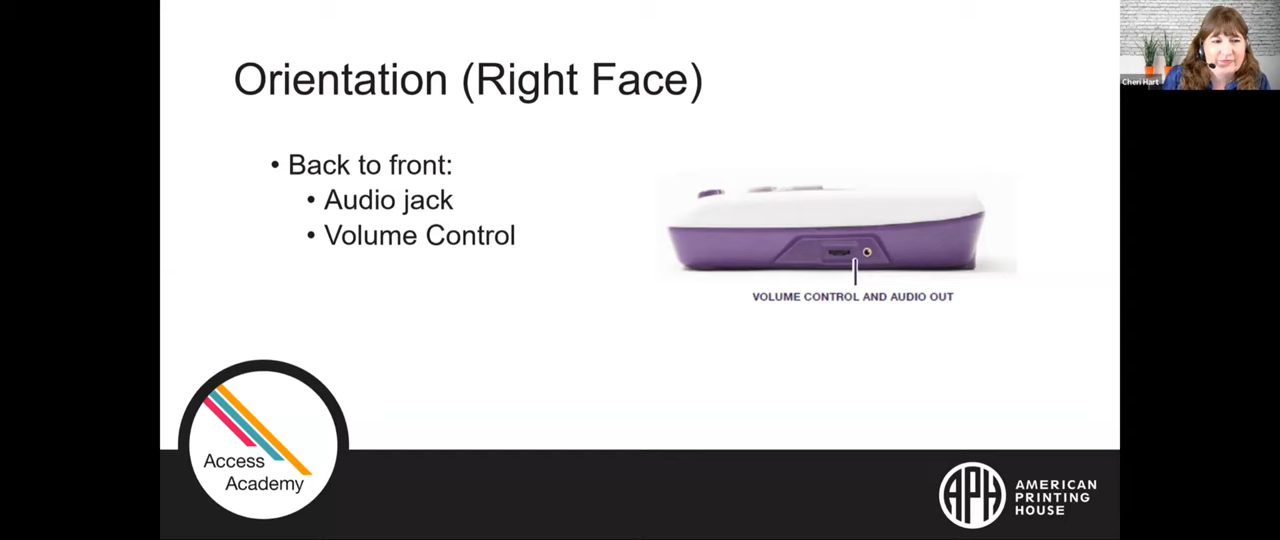 Orientation (Right Face)
Cheri Hart
• Back to front:
• Audio jack
• Volume Control
VOLUME CONTROL AND AUDIO OUT
Access
Academy
APH
AMERICAN
PRINTING
HOUSE